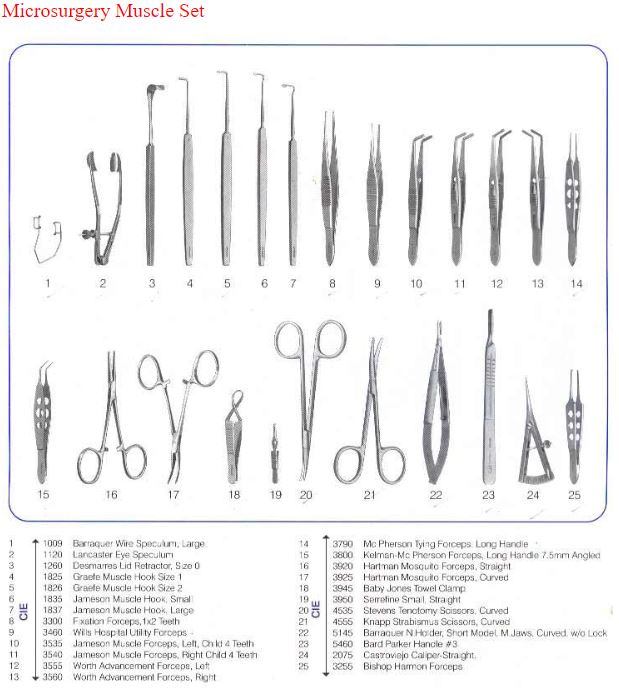 Microsurgery Muscle Set
1 2 3 4 5 6 7 8 9 10 11 12 13 14
15 16 17 18 19 20 21 22 23 24 25
1 1009 Barraquer Wire Speculum, Large
2 1120 Lancaster Eye Speculum
3 1260 Desmarres Lid Retractor, Size 0
4 1825 Graefe Muscle Hook Size 1
5 1826 Graefe Muscle Hook Size 2
6 1835 Jameson Muscle Hook, Small
7 1837 Jameson Muscle Hook, Large
8 3300 Fixation Forceps, 1x2 Teeth
9 3460 Wills Hospital Utility Forceps
10 3535 Jameson Muscle Forceps, Left, Child 4 Teeth
11 3540 Jameson Muscle Forceps, Right Child 4 Teeth
12 3555 Worth Advancement Forceps, Left
13 3560 Worth Advancement Forceps, Right
CIE
14 3790 Mc Pherson Tying Forceps, Long Handle
15 3800 Kelman-Mc Pherson Forceps, Long Handle 7.5mm Angled
16 3920 Hartman Mosquito Forceps, Straight
17 3925 Hartman Mosquito Forceps, Curved
18 3945 Baby Jones Towel Clamp
19 3950 Serrefine Small, Straight
20 4535 Stevens Tenotomy Scissors, Curved
21 4555 Knapp Strabismus Scissors, Curved
22 5145 Barraquer N.Holder, Short Model, M.Jaws, Curved, w/o Lock
23 5460 Bard Parker Handle #3
24 2075 Castroviejo Caliper-Straight.
25 3255 Bishop Harmon Forceps
CIE